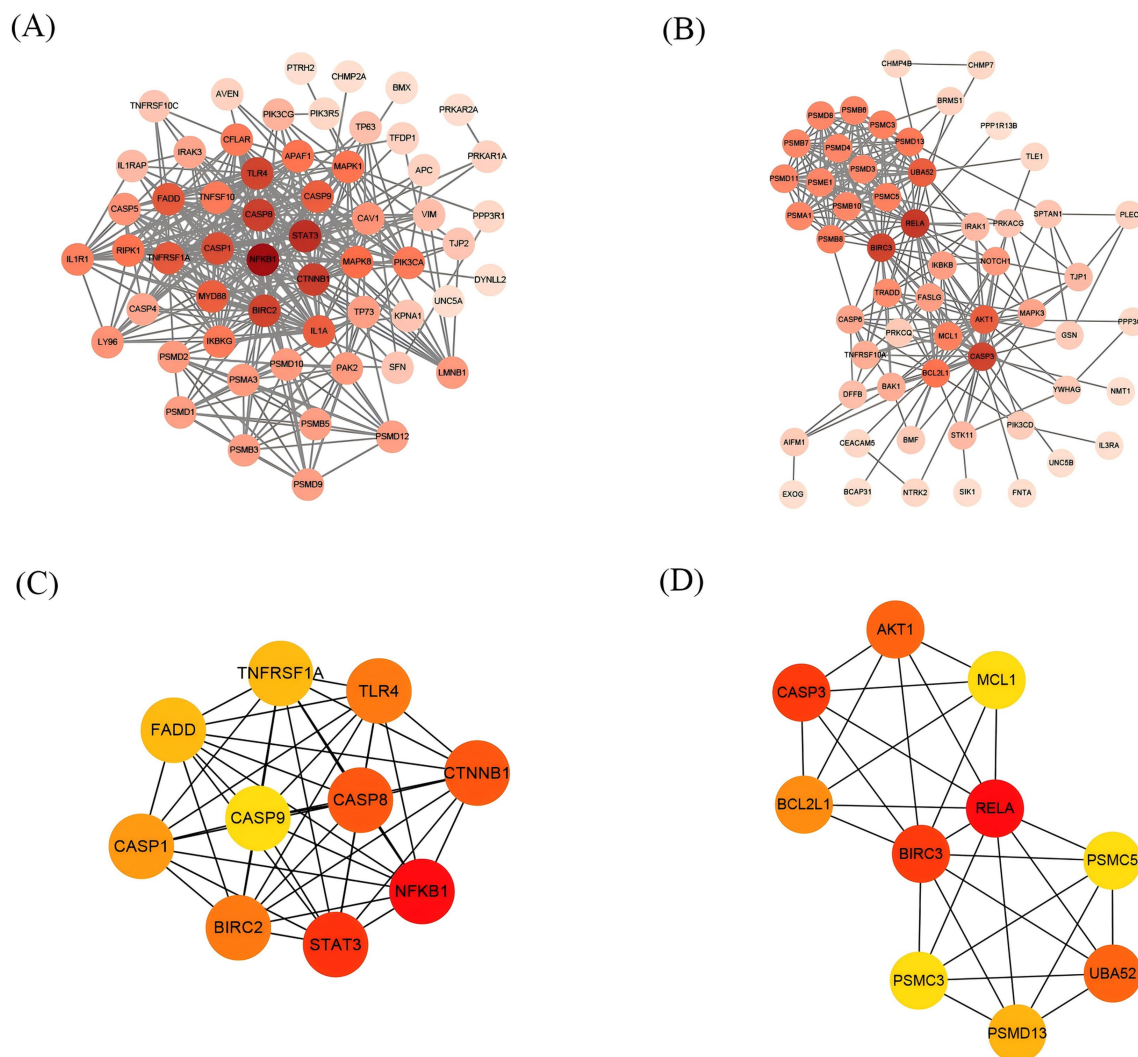 (A)
PTRH2
CHMP2A
BMX
AVEN
TNFRSF10C
PIK3CG
PIK3R5
PRKAR2A
TP63
TFDP1
CFLAR
IRAK3
APAF1
MAPK1
PRKAR1A
IL1RAP
TLR4
APC
FADD
TNFSF10
CASP9
CASP5
CASP8
CAV1
VIM
PPP3R1
STAT3
IL1R1
RIPK1
CASP1
TNFRSF1A
NFKB1
MAPK8
PIK3CA
TJP2
CTNNB1
DYNLL2
MYD88
UNC5A
CASP4
BIRC2
TP73
KPNA1
IL1A
LY96
IKBKG
PSMD2
PSMD10
PAK2
SFN
LMNB1
PSMA3
PSMD1
PSMB5
PSMD12
PSMB3
PSMD9
(B)
CHMP4B
CHMP7
PSMD8
PSMB6
BRMS1
PSMC3
PPP1R13B
PSMB7
PSMD4
PSMD13
TLE1
PSMD11
PSME1
PSMD3
UBA52
PSMA1
PSMB10
PSMC5
RELA
SPTAN1
PLEC
PSMB8
BIRC3
IRAK1
PRKACG
IKBKB
NOTCH1
TJP1
TRADD
FASLG
CASP6
AKT1
MAPK3
PRKCQ
MCL1
GSN
TNFRSF10A
CASP3
BCL2L1
DFFB
BAK1
YWHAG
NMT1
AIFM1
CEACAM5
BMF
STK11
PIK3CD
IL3RA
UNC5B
EXOG
BCAP31
NTRK2
SIK1
FNTA
(C)
TNFRSF1A
TLR4
FADD
CTNNB1
CASP8
CASP9
CASP1
NFKB1
BIRC2
STAT3
(D)
AKT1
MCL1
CASP3
BCL2L1
RELA
BIRC3
PSMC5
PSMC3
UBA52
PSMD13